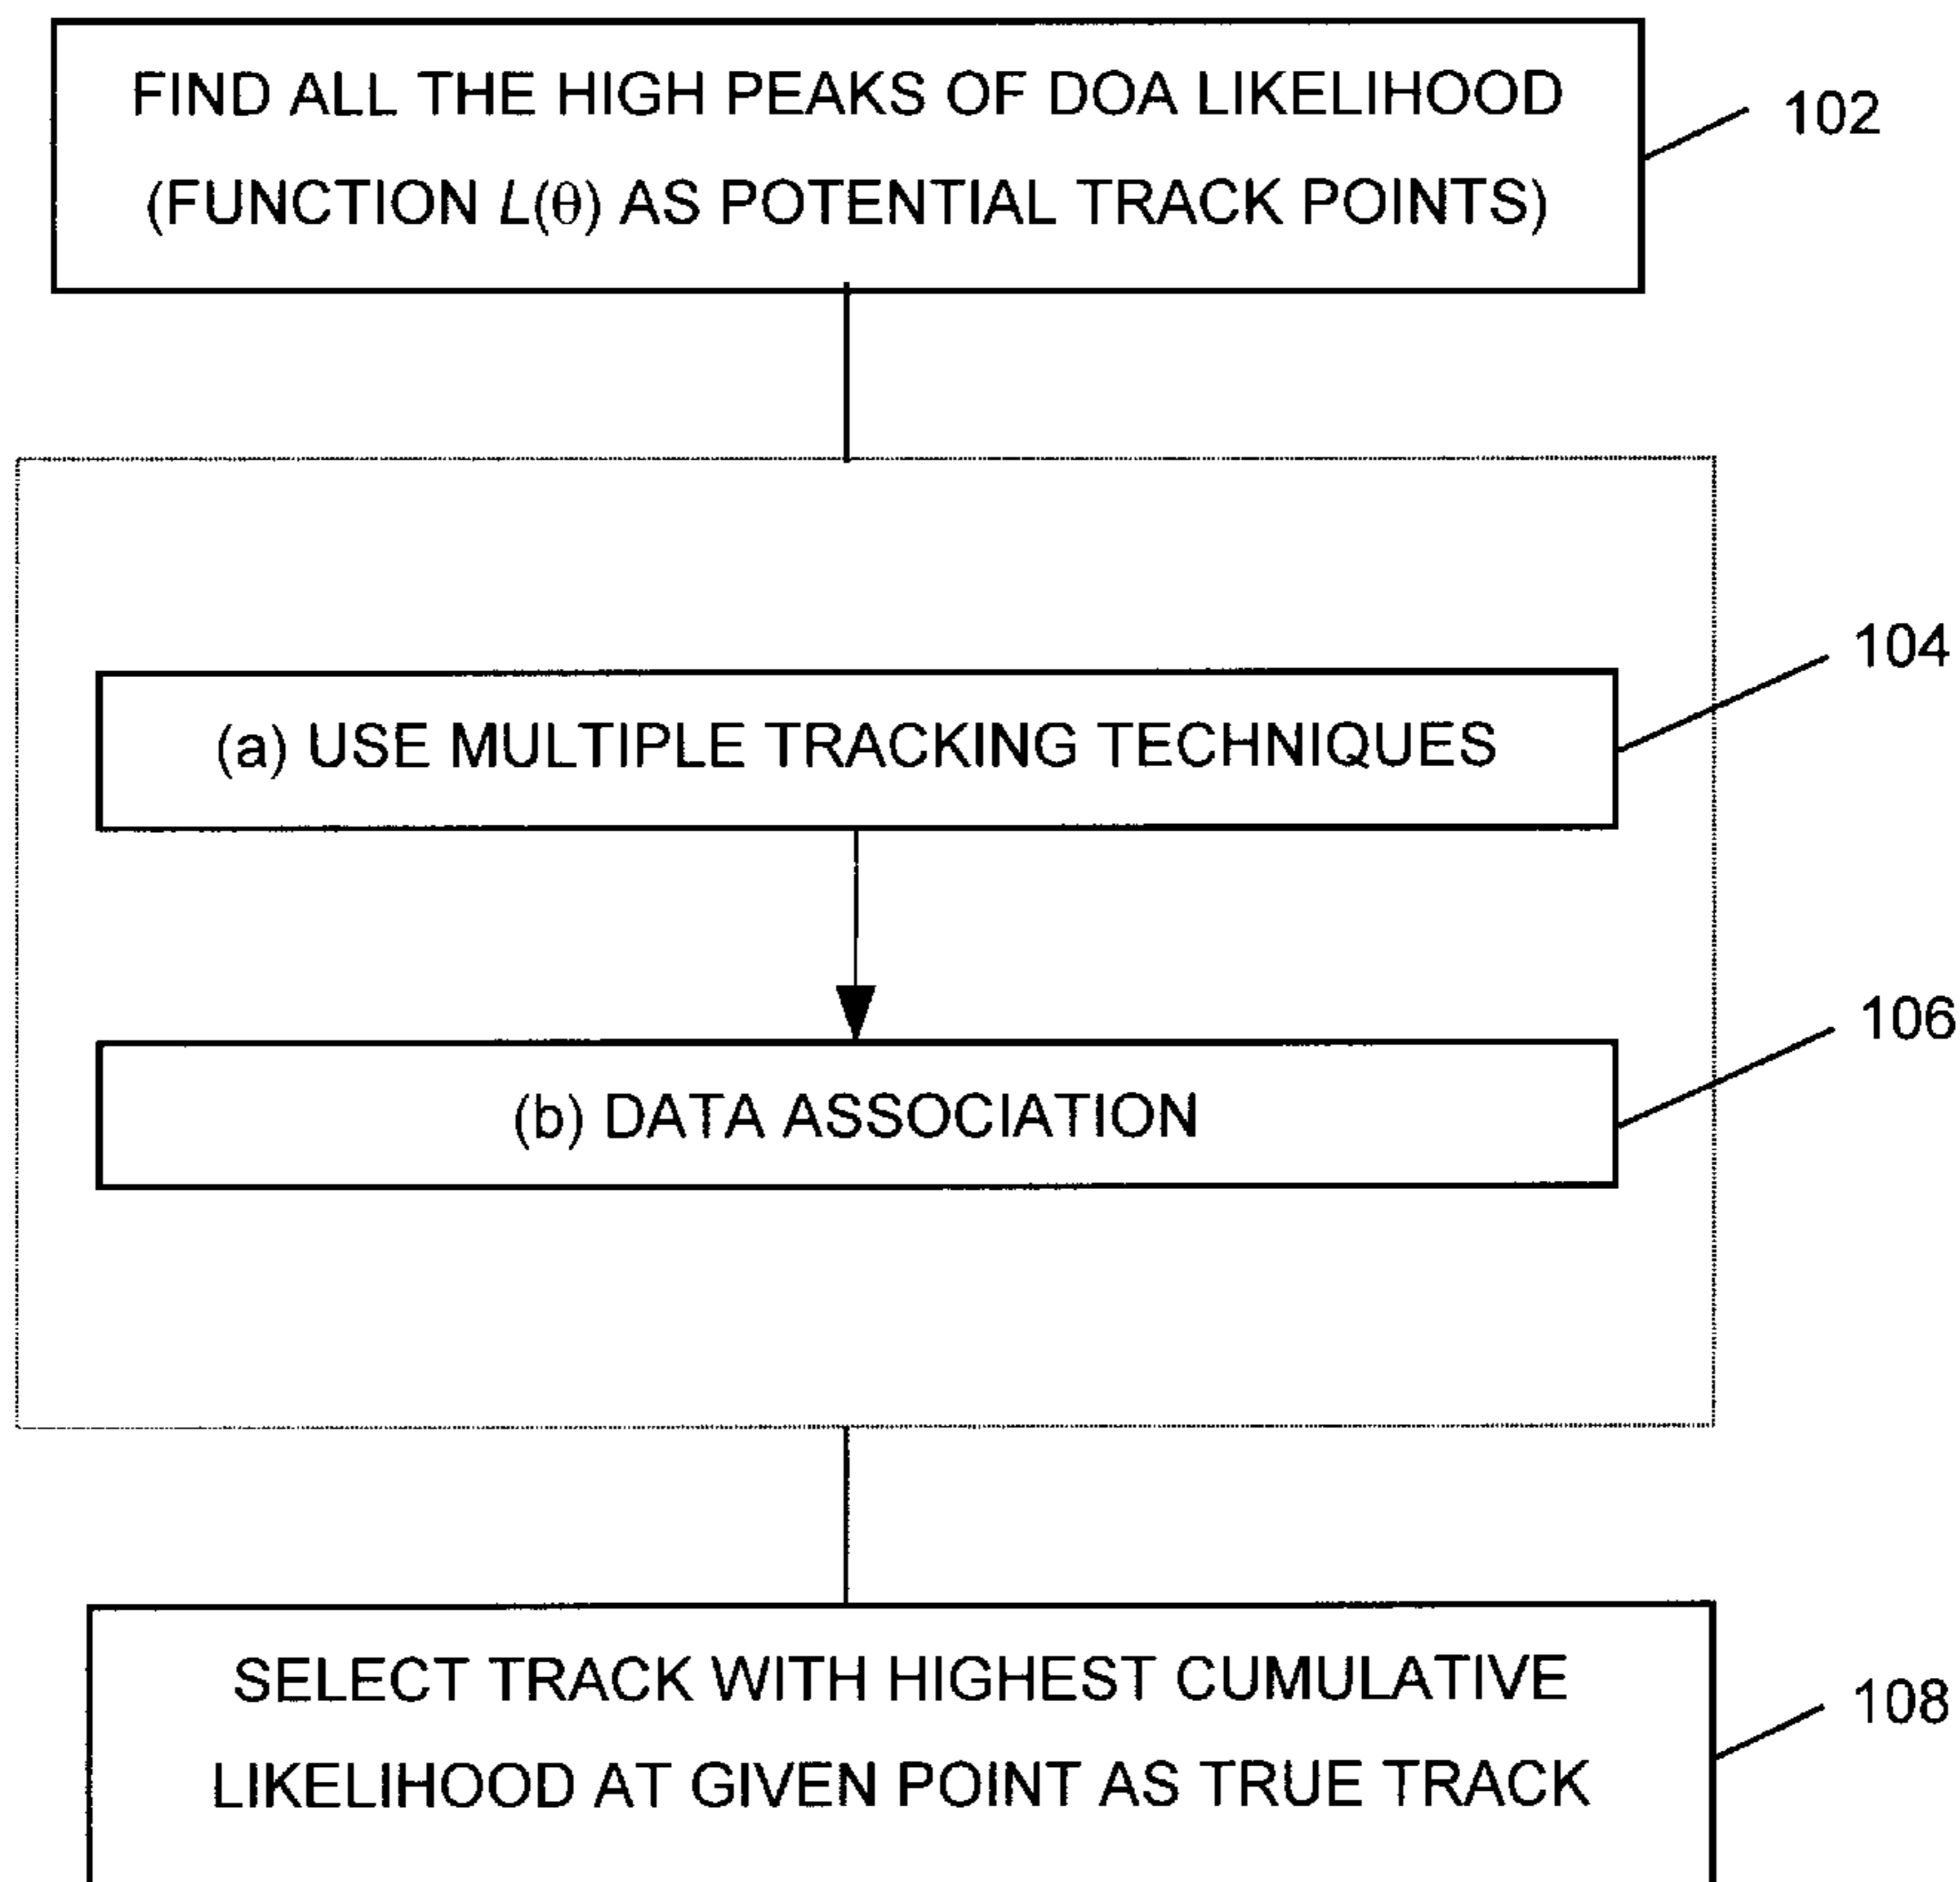 FIND ALL THE HIGH PEAKS OF DOA LIKELIHOOD
(FUNCTION L(θ) AS POTENTIAL TRACK POINTS)
102
104
(a) USE MULTIPLE TRACKING TECHNIQUES
106
(b) DATA ASSOCIATION
SELECT TRACK WITH HIGHEST CUMULATIVE
LIKELIHOOD AT GIVEN POINT AS TRUE TRACK
108